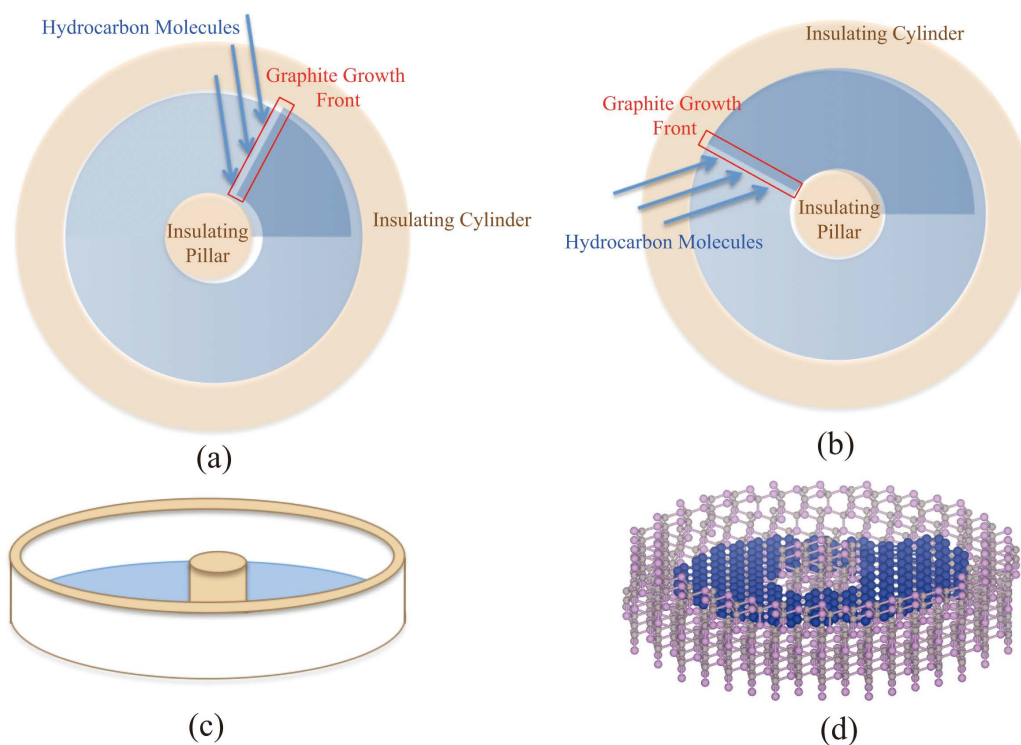 Hydrocarbon Molecules
Graphite Growth
Front
Insulating
Pillar
Insulating Cylinder
(a)
Insulating Cylinder
Graphite Growth
Front
Insulating
Pillar
Hydrocarbon Molecules
(b)
(c)
(d)